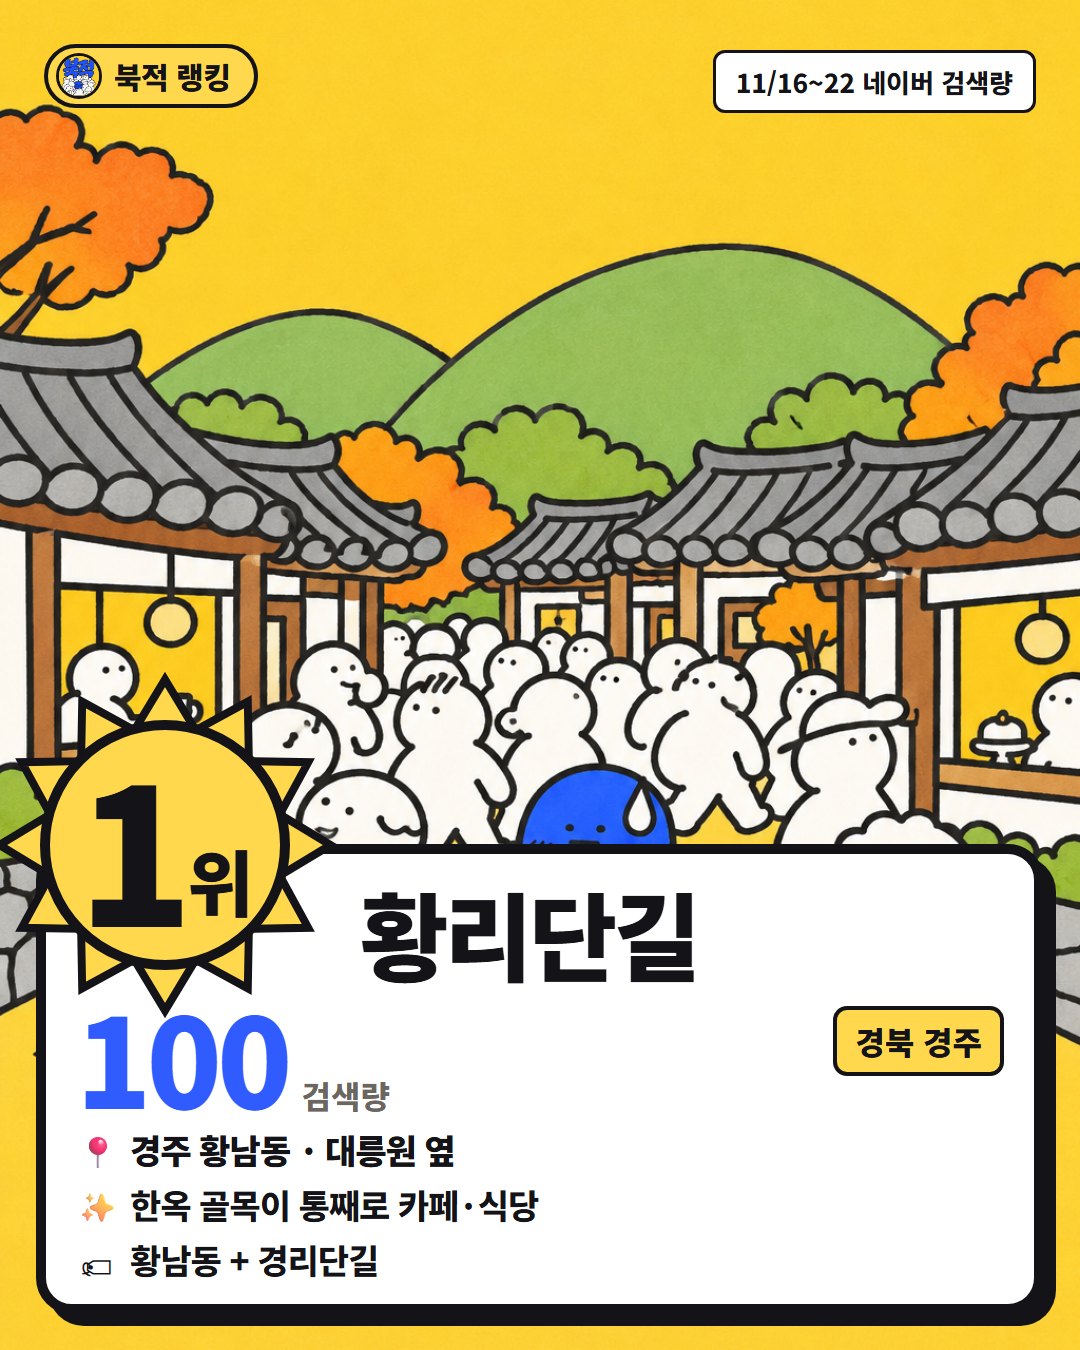 북적
북적 랭킹
11/16~22 네이버 검색량
1위
황리단길
100 검색량
경북 경주
📍 경주 황남동 · 대릉원 옆
✨ 한옥 골목이 통째로 카페·식당
🏷 황남동 + 경리단길